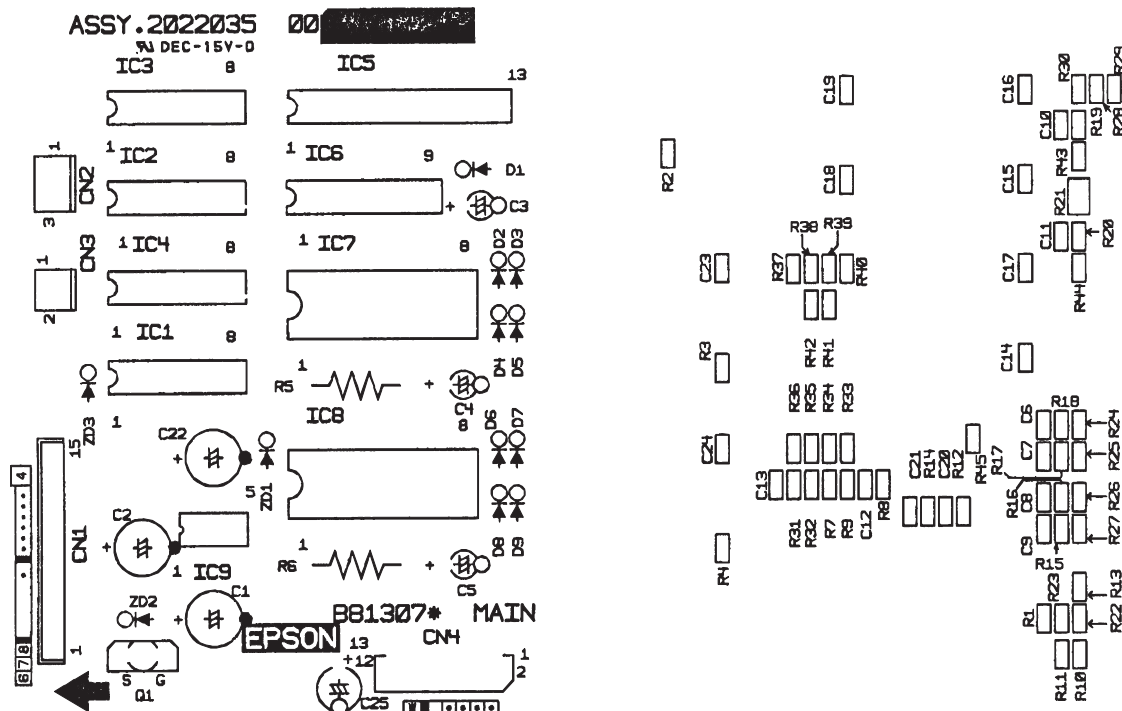 ASSY.2022035 00
DEC-15V-0
IC3 8
IC5
13
1 IC2 8
1 IC6 9
D1
C3
+
1
CN2
3
1 IC4 8
1 IC7 8
D2 D3
1
CN3
2
1 IC1 8
D4 D5
ZD3
1
R5
1
+
C4
8
IC8
D6 D7
C22
+
15
5
ZD1
4
C2
+
CN1
1
IC9
R6
1
+
C5
D8 D9
ZD2
+
C1
B81307* MAIN
EPSON
CN4
13
+12
1
2
1
6 7 8
S G
Q1
C25
C19
C16
R30
R29
R19
R28
C10
R43
R2
C18
C15
R21
R38 R39
C11
R20
C23
R37
R40
C17
R44
R42
R41
R3
C14
R36
R35
R34
R33
R18
C6
R24
C24
C7
R25
C21
R14
C20
R12
R45
R17
C13
R8
R16
C8
R26
R31
R32
R7
R9
C12
C9
R27
R4
R15
R23
R13
R1
R22
R11
R10